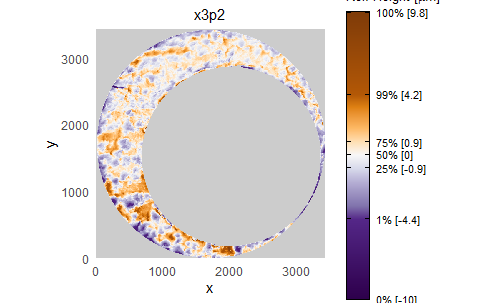 x3p2
3000
2000
1000
0
y
0 1000 2000 3000
x
100% [9.8]
99% [4.2]
75% [0.9]
50% [0]
25% [-0.9]
1% [-4.4]
0% [-10]